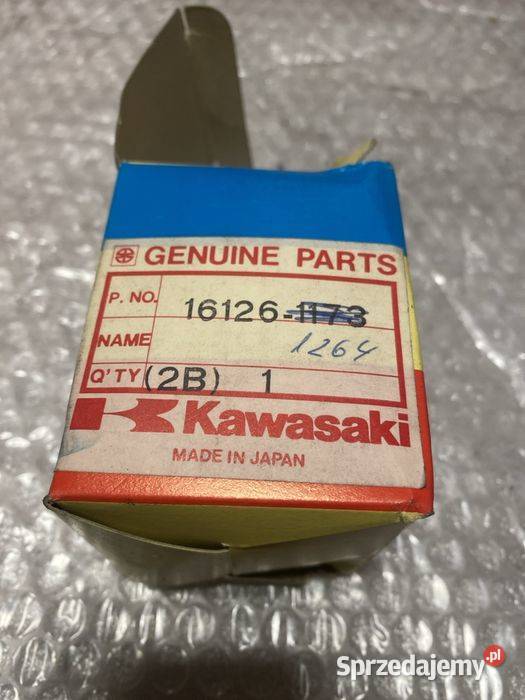 GENUINE PARTS
P. NO. 16126-1173
NAME 1264
Q'TY (2B) 1
Kawasaki
MADE IN JAPAN
Sprzedajemy.pl